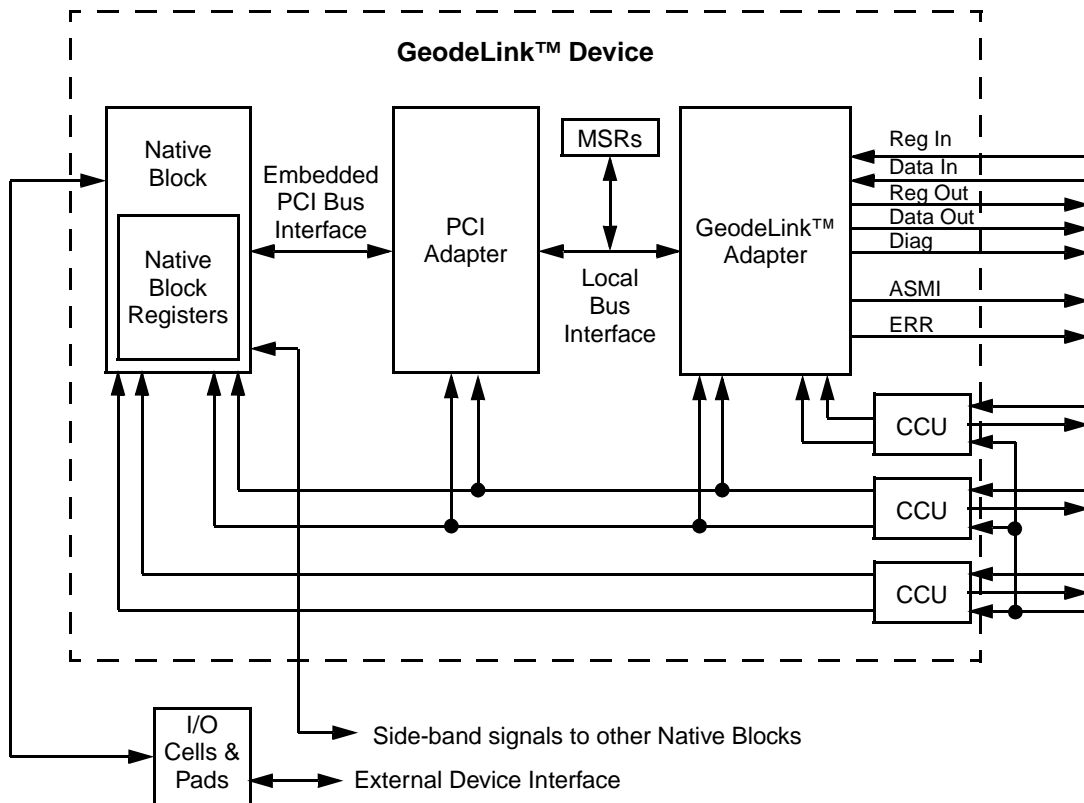 GeodeLink™ Device
Native
Block
Native
Block
Registers
Embedded
PCI Bus
Interface
PCI
Adapter
MSRs
Local
Bus
Interface
GeodeLink™
Adapter
Reg In
Data In
Reg Out
Data Out
Diag
ASMI
ERR
CCU
CCU
CCU
I/O
Cells &
Pads
Side-band signals to other Native Blocks
External Device Interface